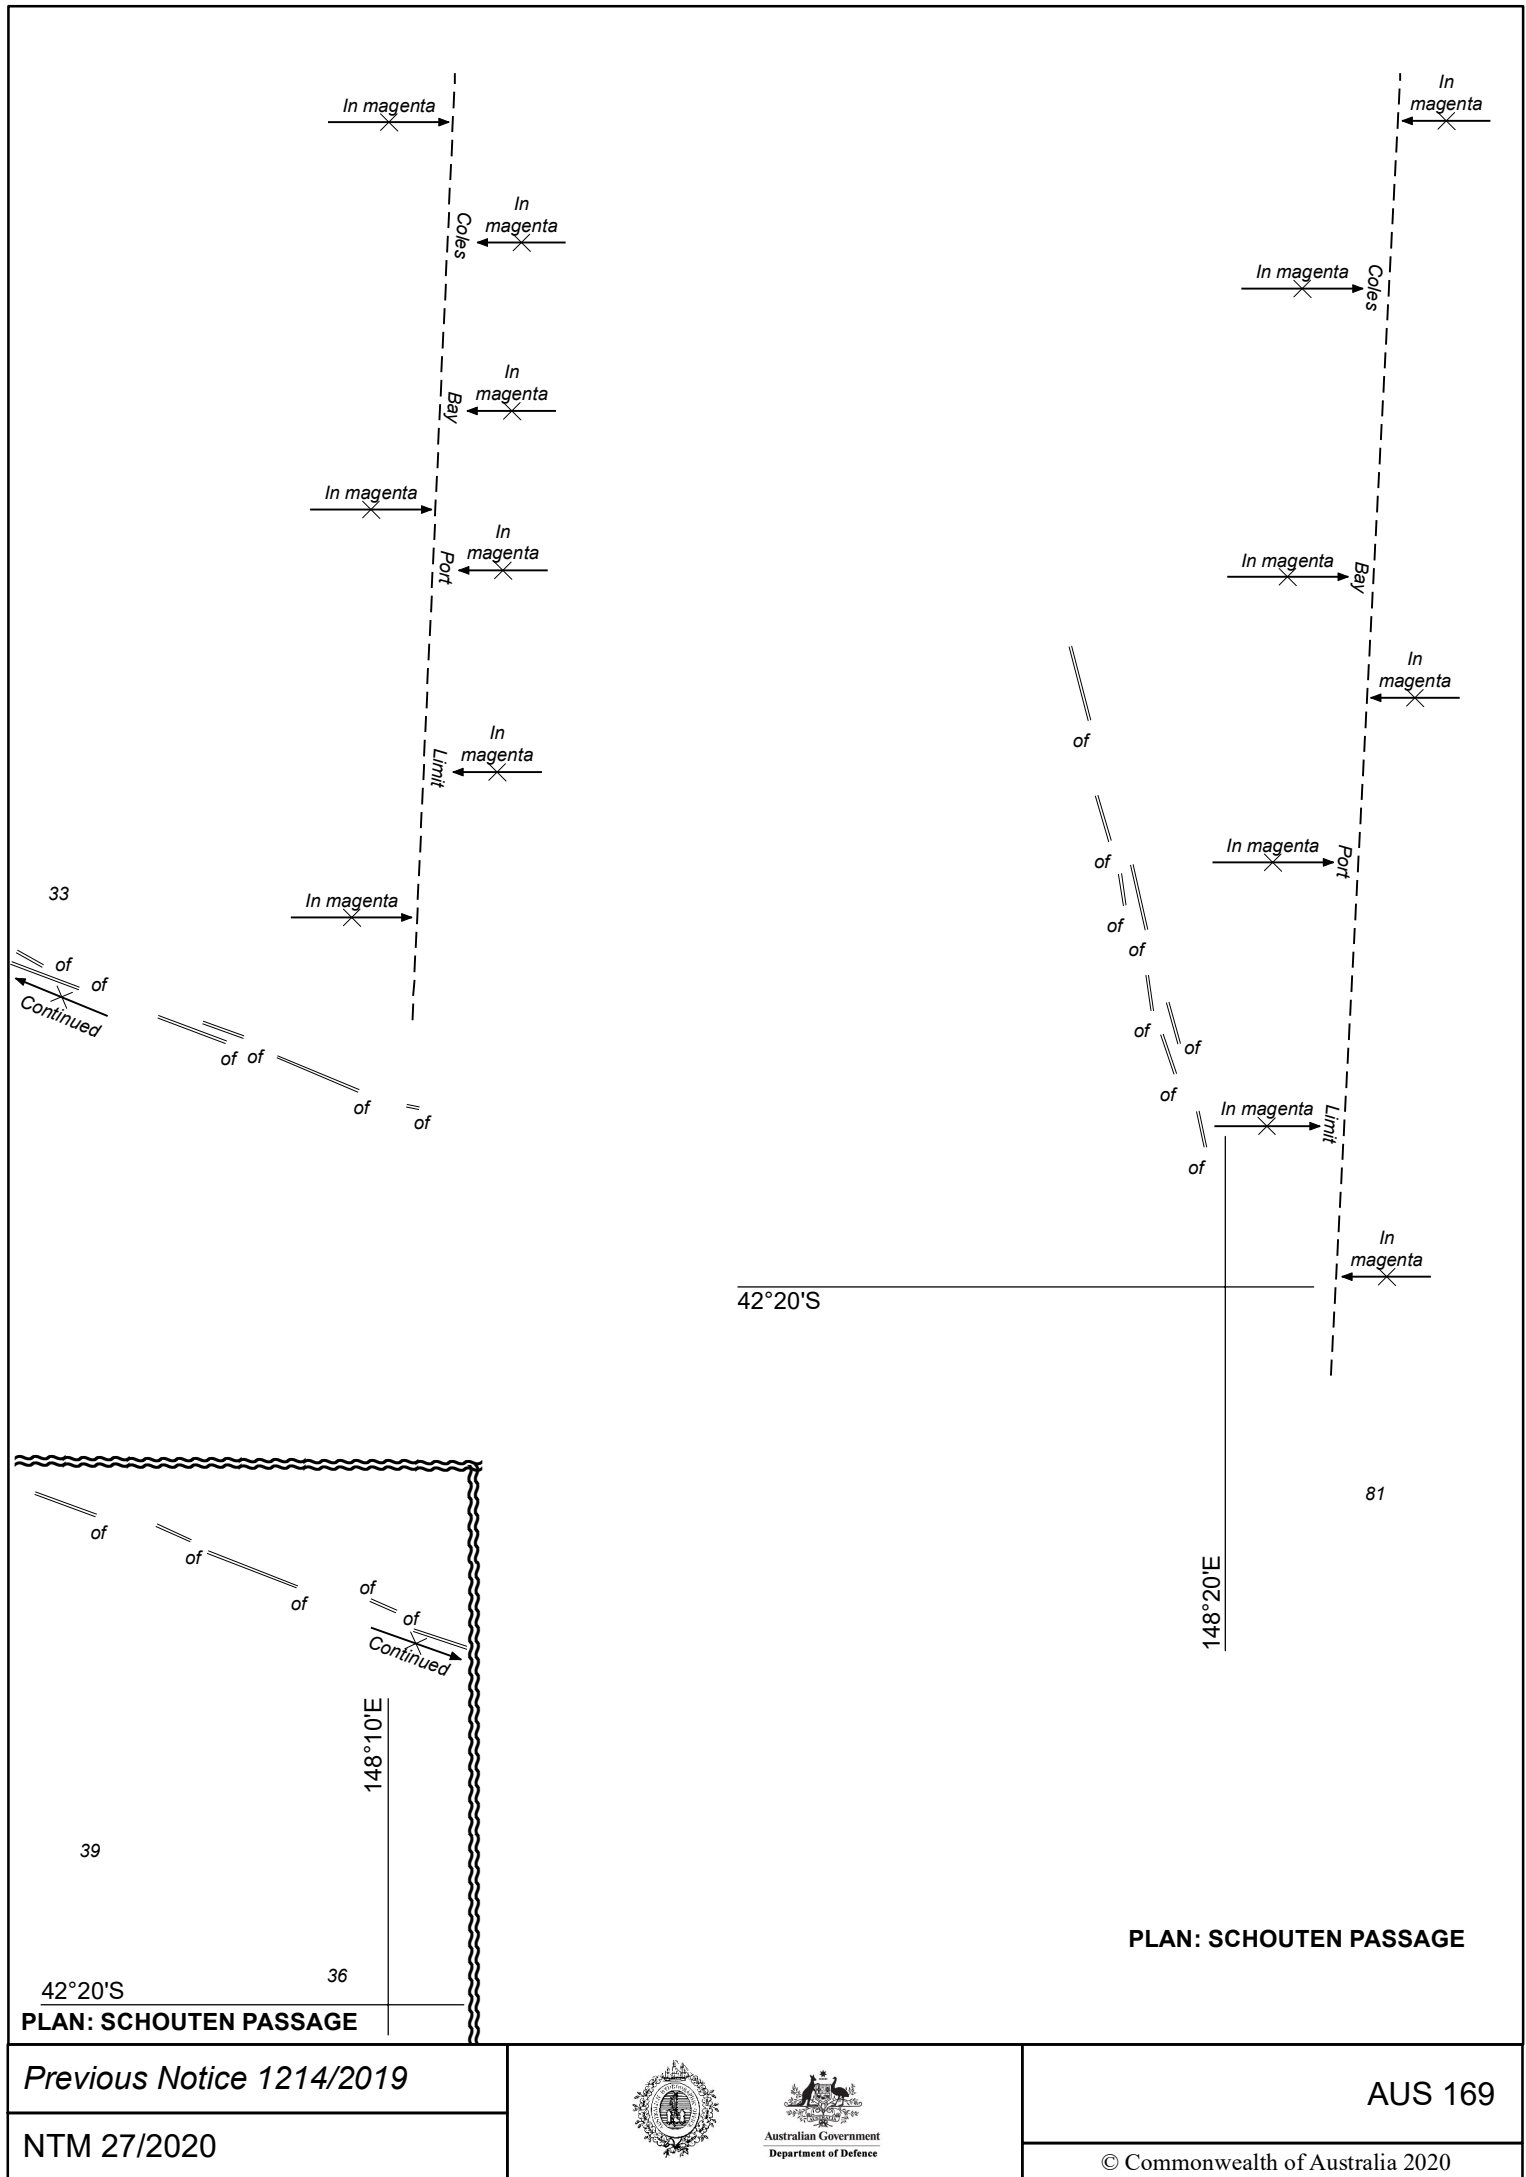 In magenta
In
magenta
In
magenta
Coles
In magenta
Coles
In
magenta
Bay
In magenta
In
magenta
Port
In magenta
Bay
In
magenta
of
In
magenta
Limit
In magenta
Port
of
33
In magenta
of
of
of
of
Continued
of
of
of
of
of
of
In magenta
Limit
of
of
In
magenta
42°20'S
148°20'E
81
of
of
of
of
of
Continued
148°10'E
39
36
42°20'S
PLAN: SCHOUTEN PASSAGE
PLAN: SCHOUTEN PASSAGE
Previous Notice 1214/2019
NTM 27/2020
Australian Government
Department of Defence
AUS 169
© Commonwealth of Australia 2020